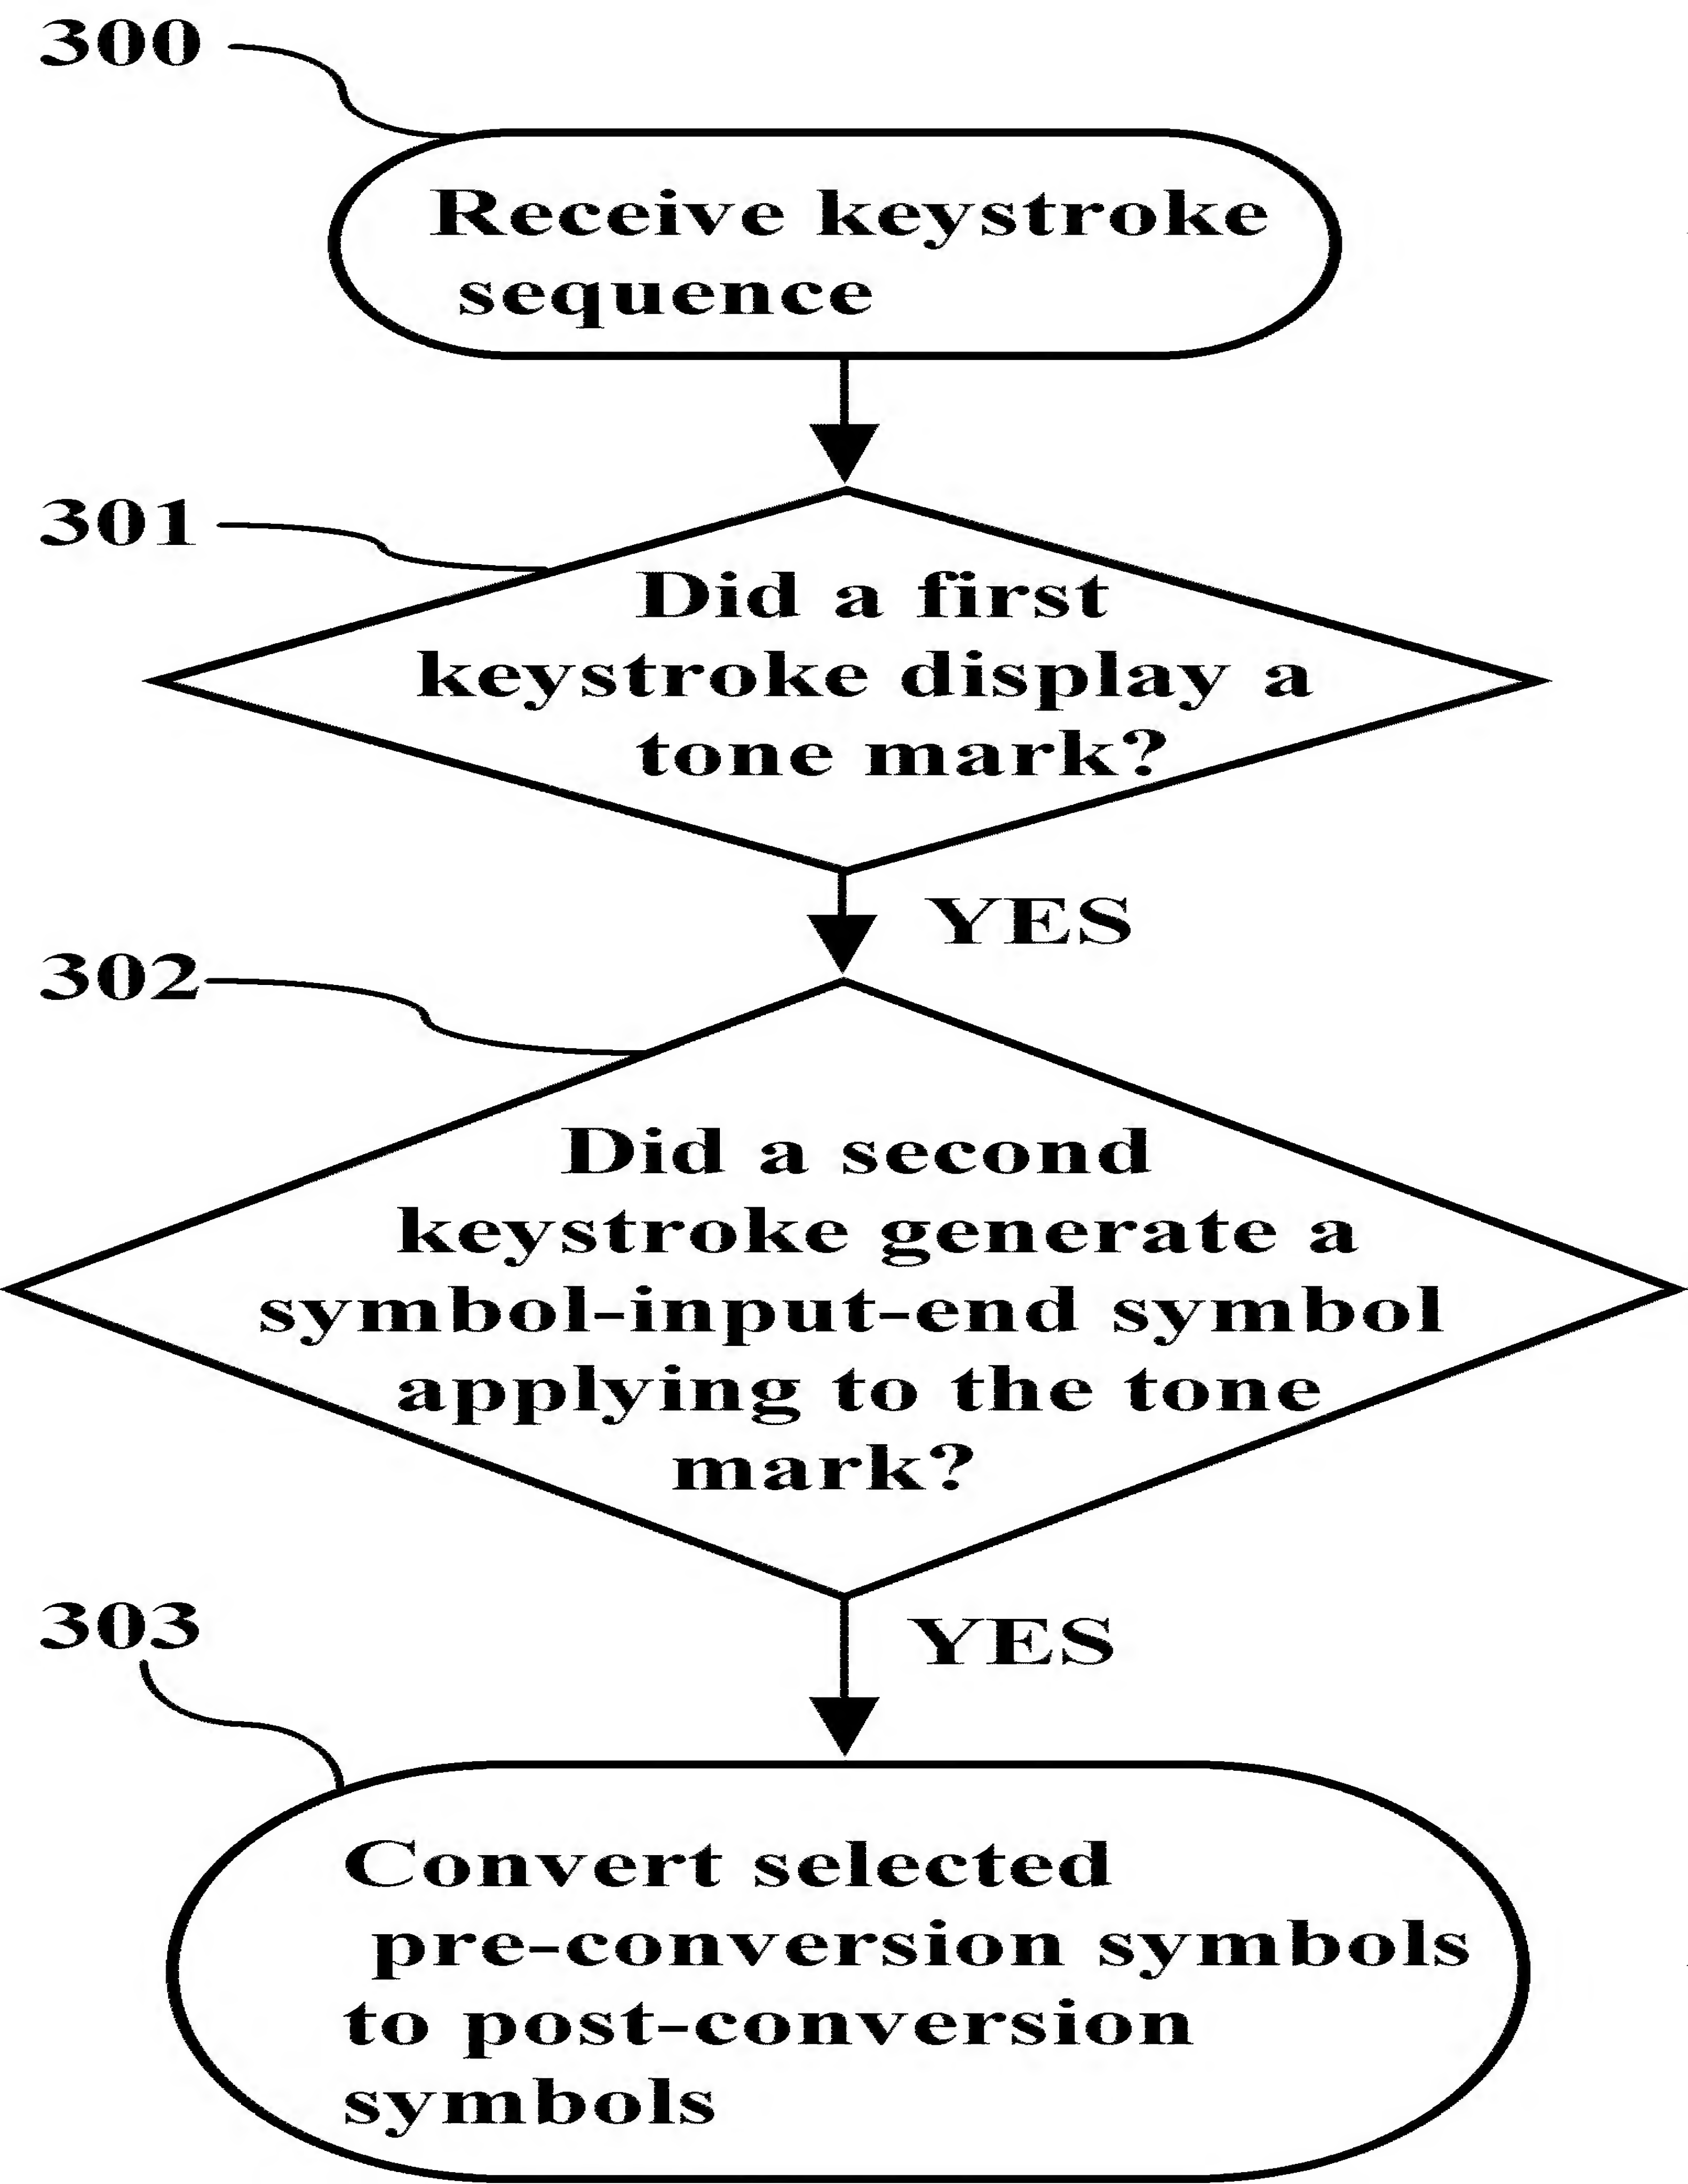 300
Receive keystroke
sequence
301
Did a first
keystroke display a
tone mark?
YES
302
Did a second
keystroke generate a
symbol-input-end symbol
applying to the tone
mark?
YES
303
Convert selected
pre-conversion symbols
to post-conversion
symbols